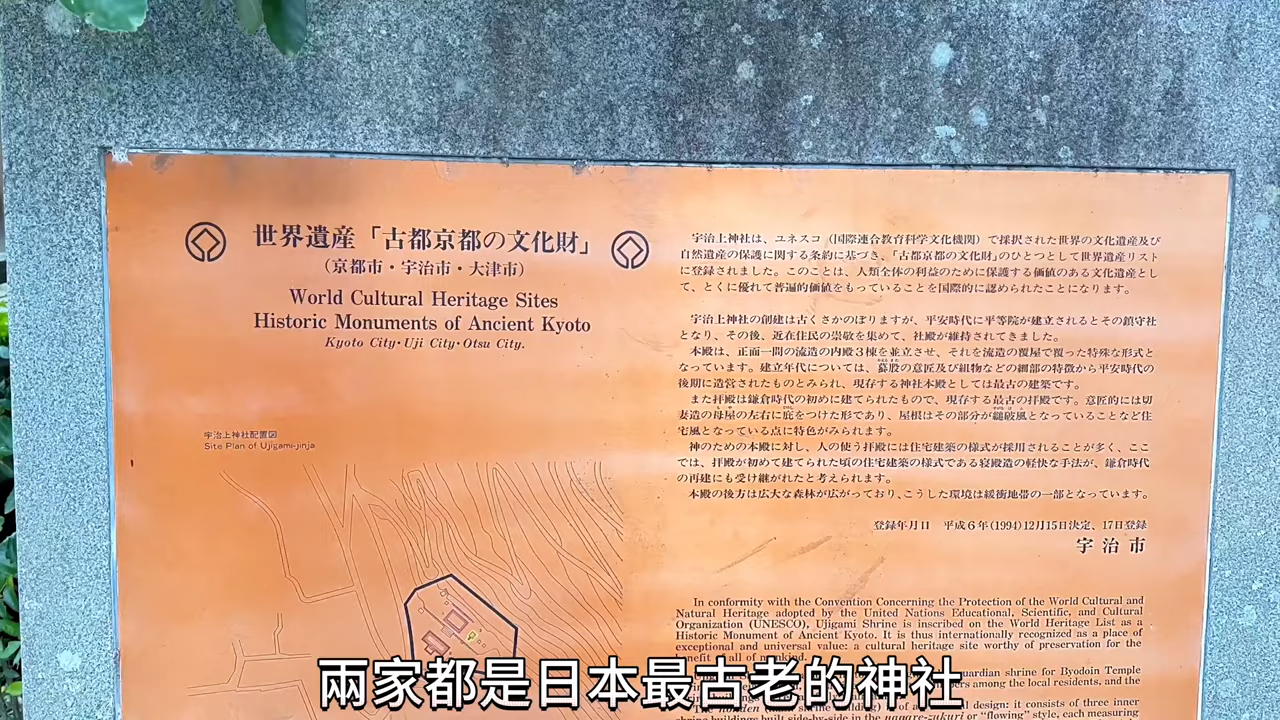 世界遺産「古都京都の文化財」
(京都市・宇治市・大津市)
World Cultural Heritage Sites
Historic Monuments of Ancient Kyoto
Kyoto City・Uji City・Otsu City.
宇治上神社配置図
Site Plan of Ujigami-jinja
宇治上神社は、ユネスコ(国際連合教育科学文化機関)で採択された世界の文化遺産及び
自然遺産の保護に関する条約に基づき、「古都京都の文化財」のひとつとして世界遺産リスト
に登録されました。このことは、人類全体の利益のために保護する価値のある文化遺産とし
て、とくに優れて普遍的価値をもっていることを国際的に認められたことになります。
宇治上神社の創建は古くさかのぼりますが、平安時代に平等院が建立されるとその鎮守社
となり、その後、近在住民の崇敬を集めて、社殿が維持されてきました。
本殿は、正面一間の流造の内殿3棟を並立させ、それを流造の覆屋で覆った特殊な形式と
なっています。建立年代については、蟇股の意匠及び組物などの細部の特徴から平安時代の
後期に造営されたものとみられ、現存する神社本殿としては最古の建築です。
また拝殿は鎌倉時代の初めに建てられたもので、現存する最古の拝殿です。意匠的には切
妻造の母屋の左右に庇をつけた形であり、屋根はその部分が縋破風となっていることなど住
宅風となっている点に特色がみられます。
神のための本殿に対し、人の使う拝殿には住宅建築の様式が採用されることが多く、ここ
では、拝殿が初めて建てられた頃の住宅建築の様式である寝殿造の軽快な手法が、鎌倉時代
の再建にも受け継がれたと考えられます。
本殿の後方は広大な森林が広がっており、こうした環境は緩衝地帯の一部となっています。
登録年月日 平成6年(1994)12月15日決定、17日登録
宇治市
In conformity with the Convention Concerning the Protection of the World Cultural and
Natural Heritage adopted by the United Nations Educational, Scientific, and Cultural
Organization (UNESCO), Ujigami Shrine is inscribed on the World Heritage List as a
Historic Monument of Ancient Kyoto. It is thus internationally recognized as a place of
exceptional and universal value: a cultural heritage site worthy of preservation for the
benefit of all of mankind.
guardian shrine for Byodoin Temple
among the local residents, and the
design: it consists of three inner
shrine buildings built side-by-side in the nagare-zukuri or "flowing" style, each measuring
兩家都是日本最古老的神社